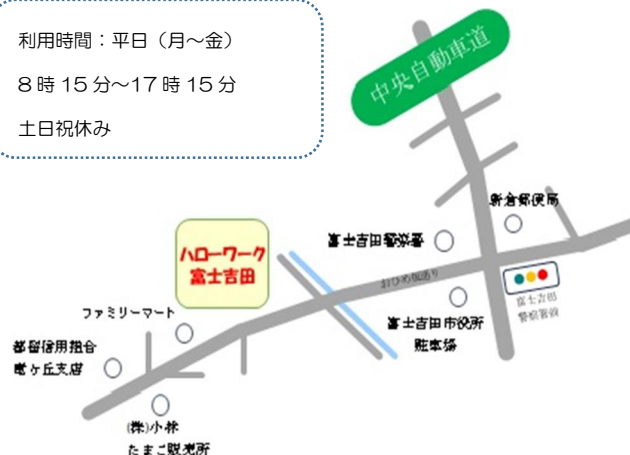 利用時間：平日（月～金）
8時15分～17時15分
土日祝休み
中央自動車道
新倉郵便局
富士吉田警察署
ハローワーク
富士吉田
おひめ坂通り
富士吉田
警察署前
ファミリーマート
富士吉田市役所
駐車場
都留信用組合
竜ヶ丘支店
(株)小林
たまご販売所